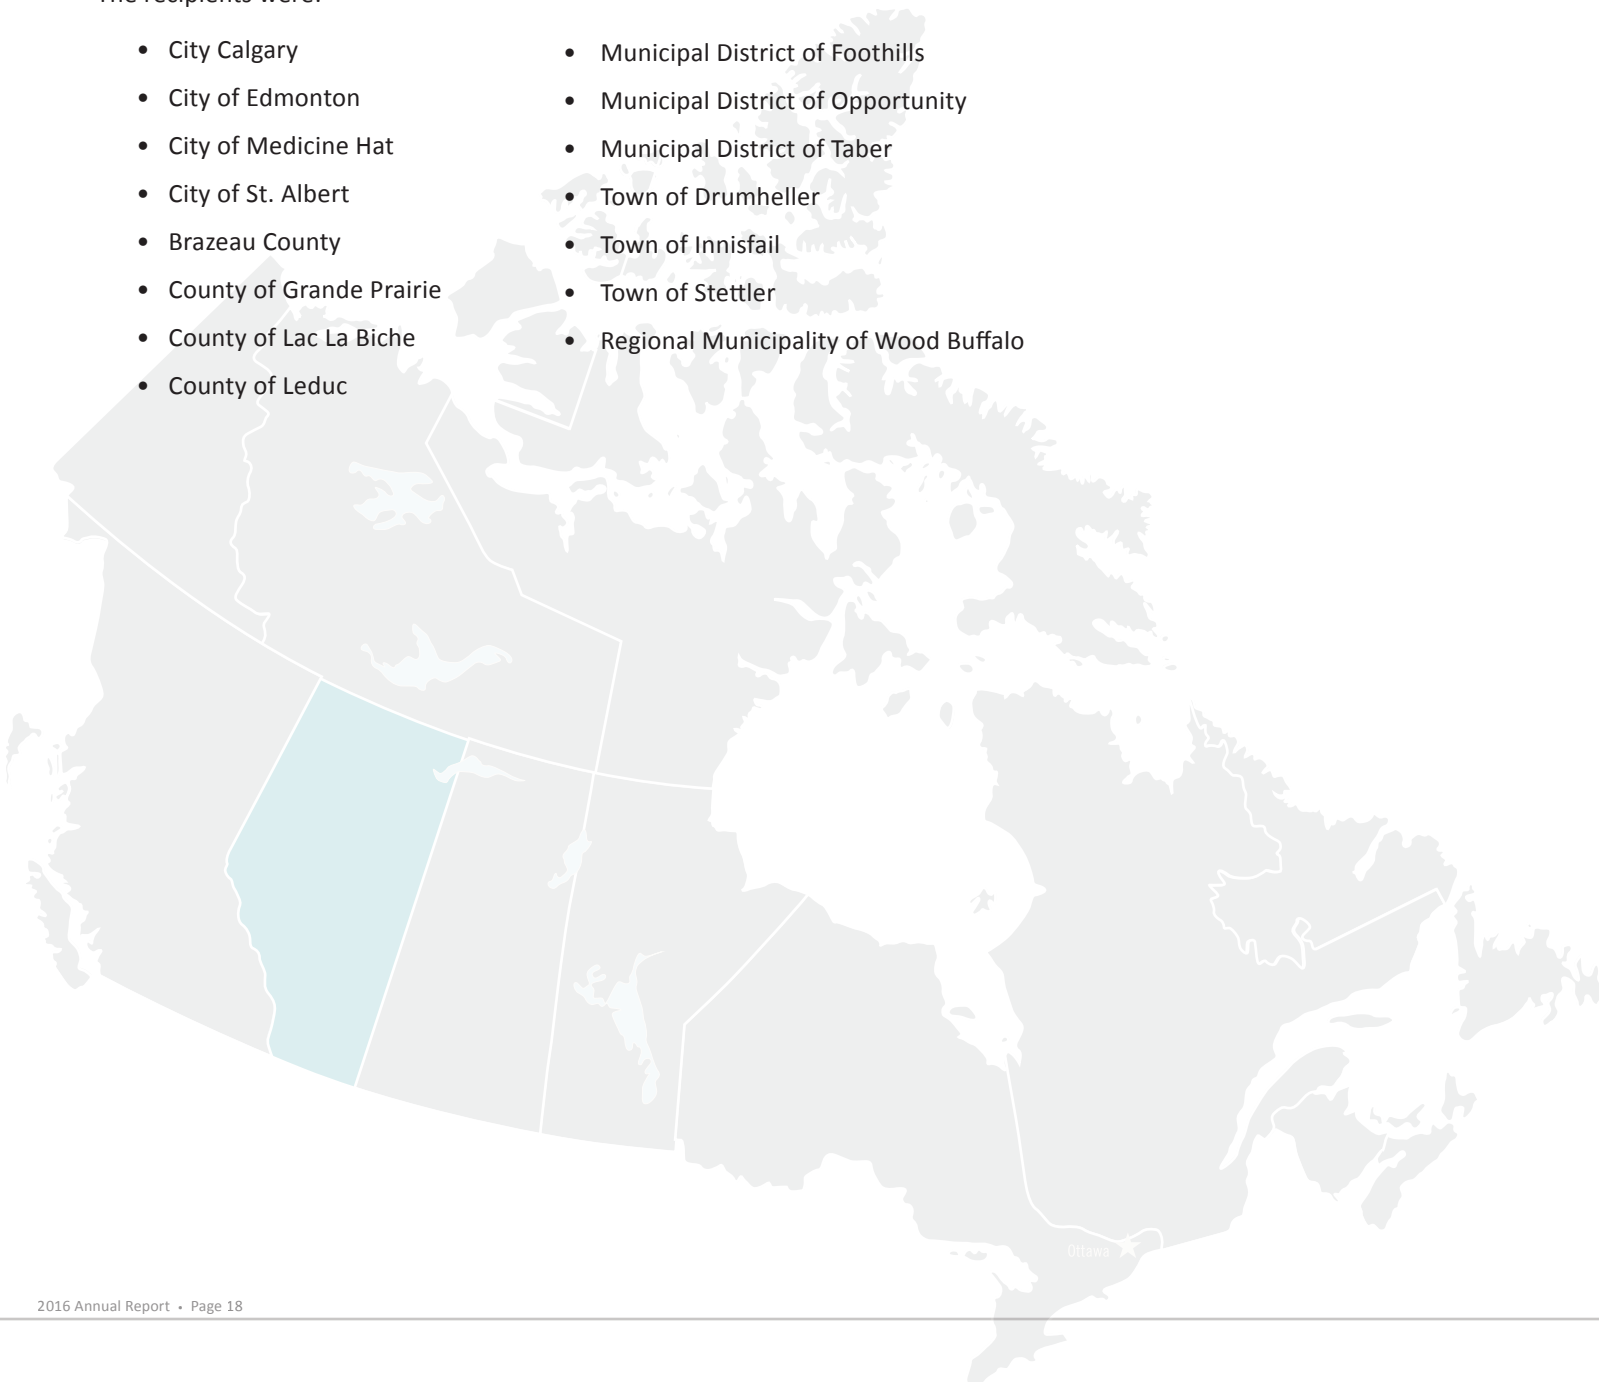 The recipients were:
• City Calgary
• City of Edmonton
• City of Medicine Hat
• City of St. Albert
• Brazeau County
• County of Grande Prairie
• County of Lac La Biche
• County of Leduc
• Municipal District of Foothills
• Municipal District of Opportunity
• Municipal District of Taber
• Town of Drumheller
• Town of Innisfail
• Town of Stettler
• Regional Municipality of Wood Buffalo
Ottawa
2016 Annual Report • Page 18